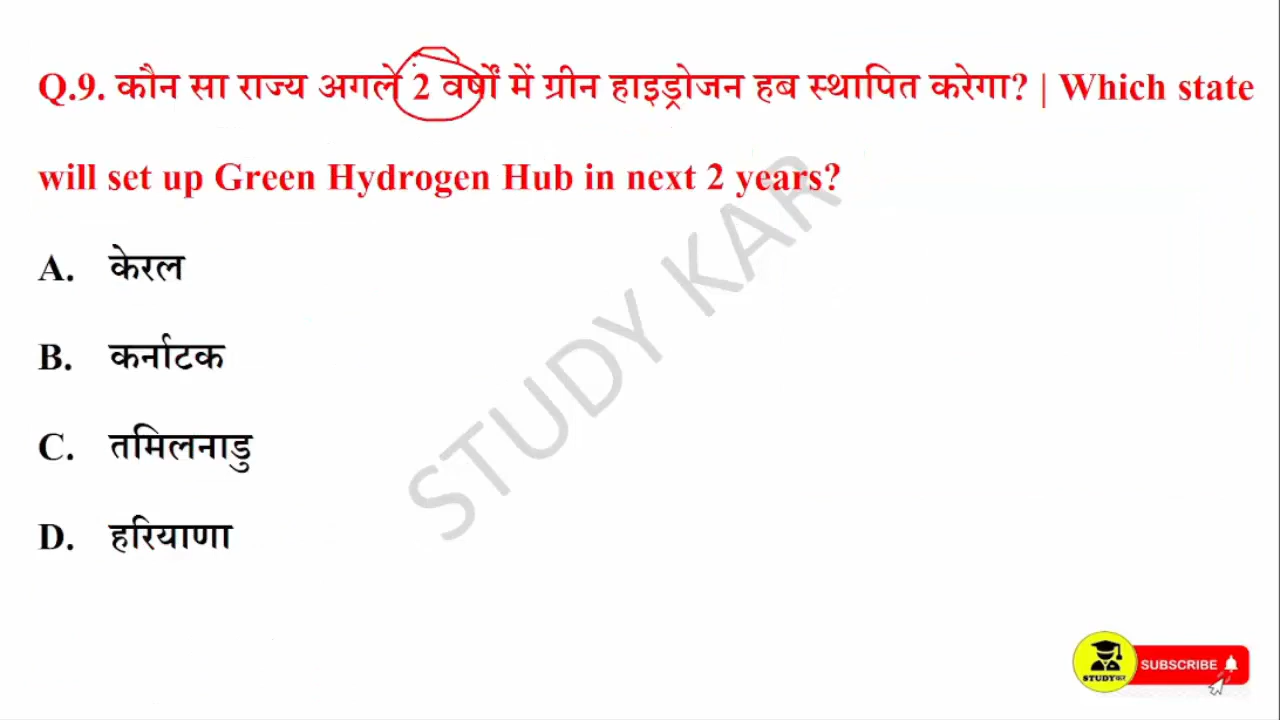 Q.9. कौन सा राज्य अगले 2 वर्षों में ग्रीन हाइड्रोजन हब स्थापित करेगा? | Which state
will set up Green Hydrogen Hub in next 2 years?
A. केरल
B. कर्नाटक
C. तमिलनाडु
D. हरियाणा
STUDY KAR
SUBSCRIBE